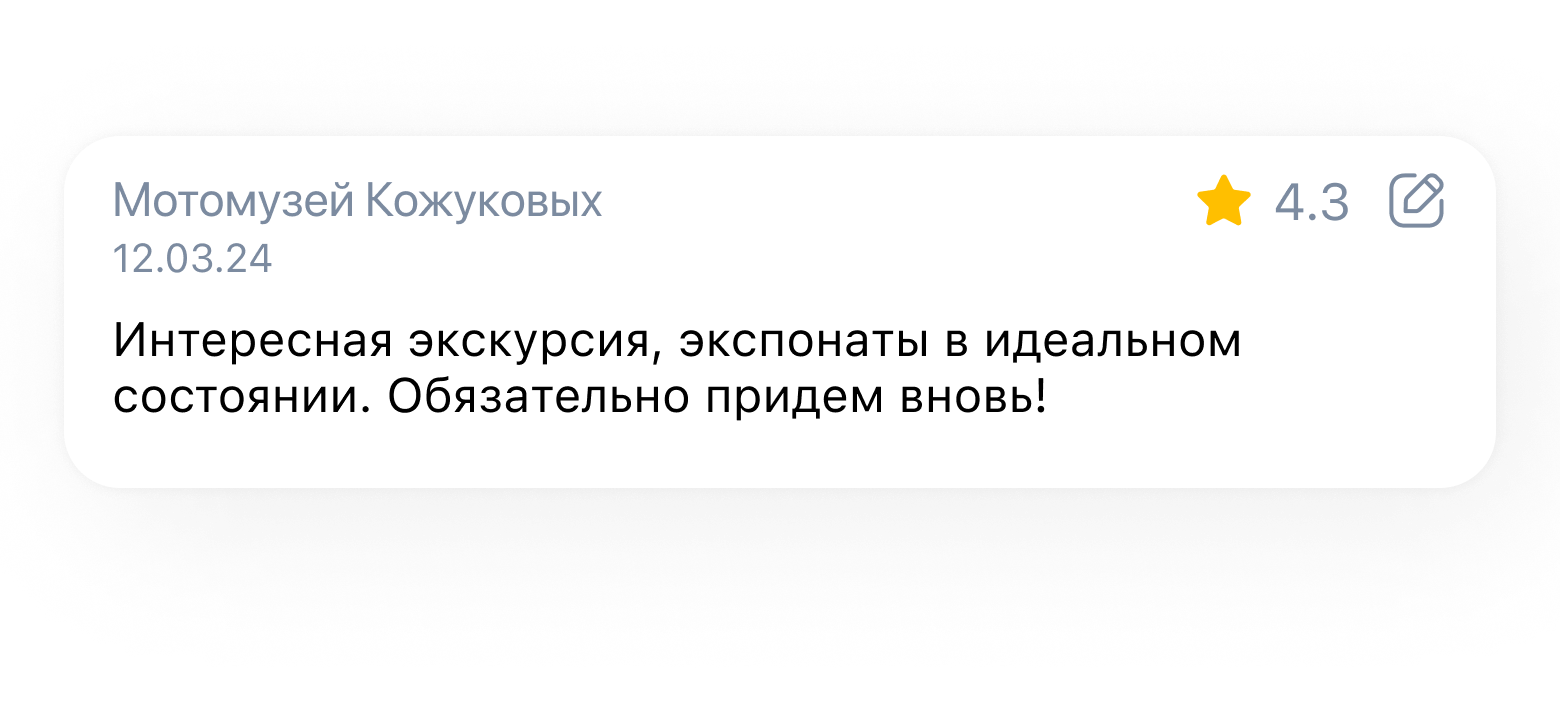 Мотомузей Кожуковых
4.3
12.03.24
Интересная экскурсия, экспонаты в идеальном
состоянии. Обязательно придем вновь!